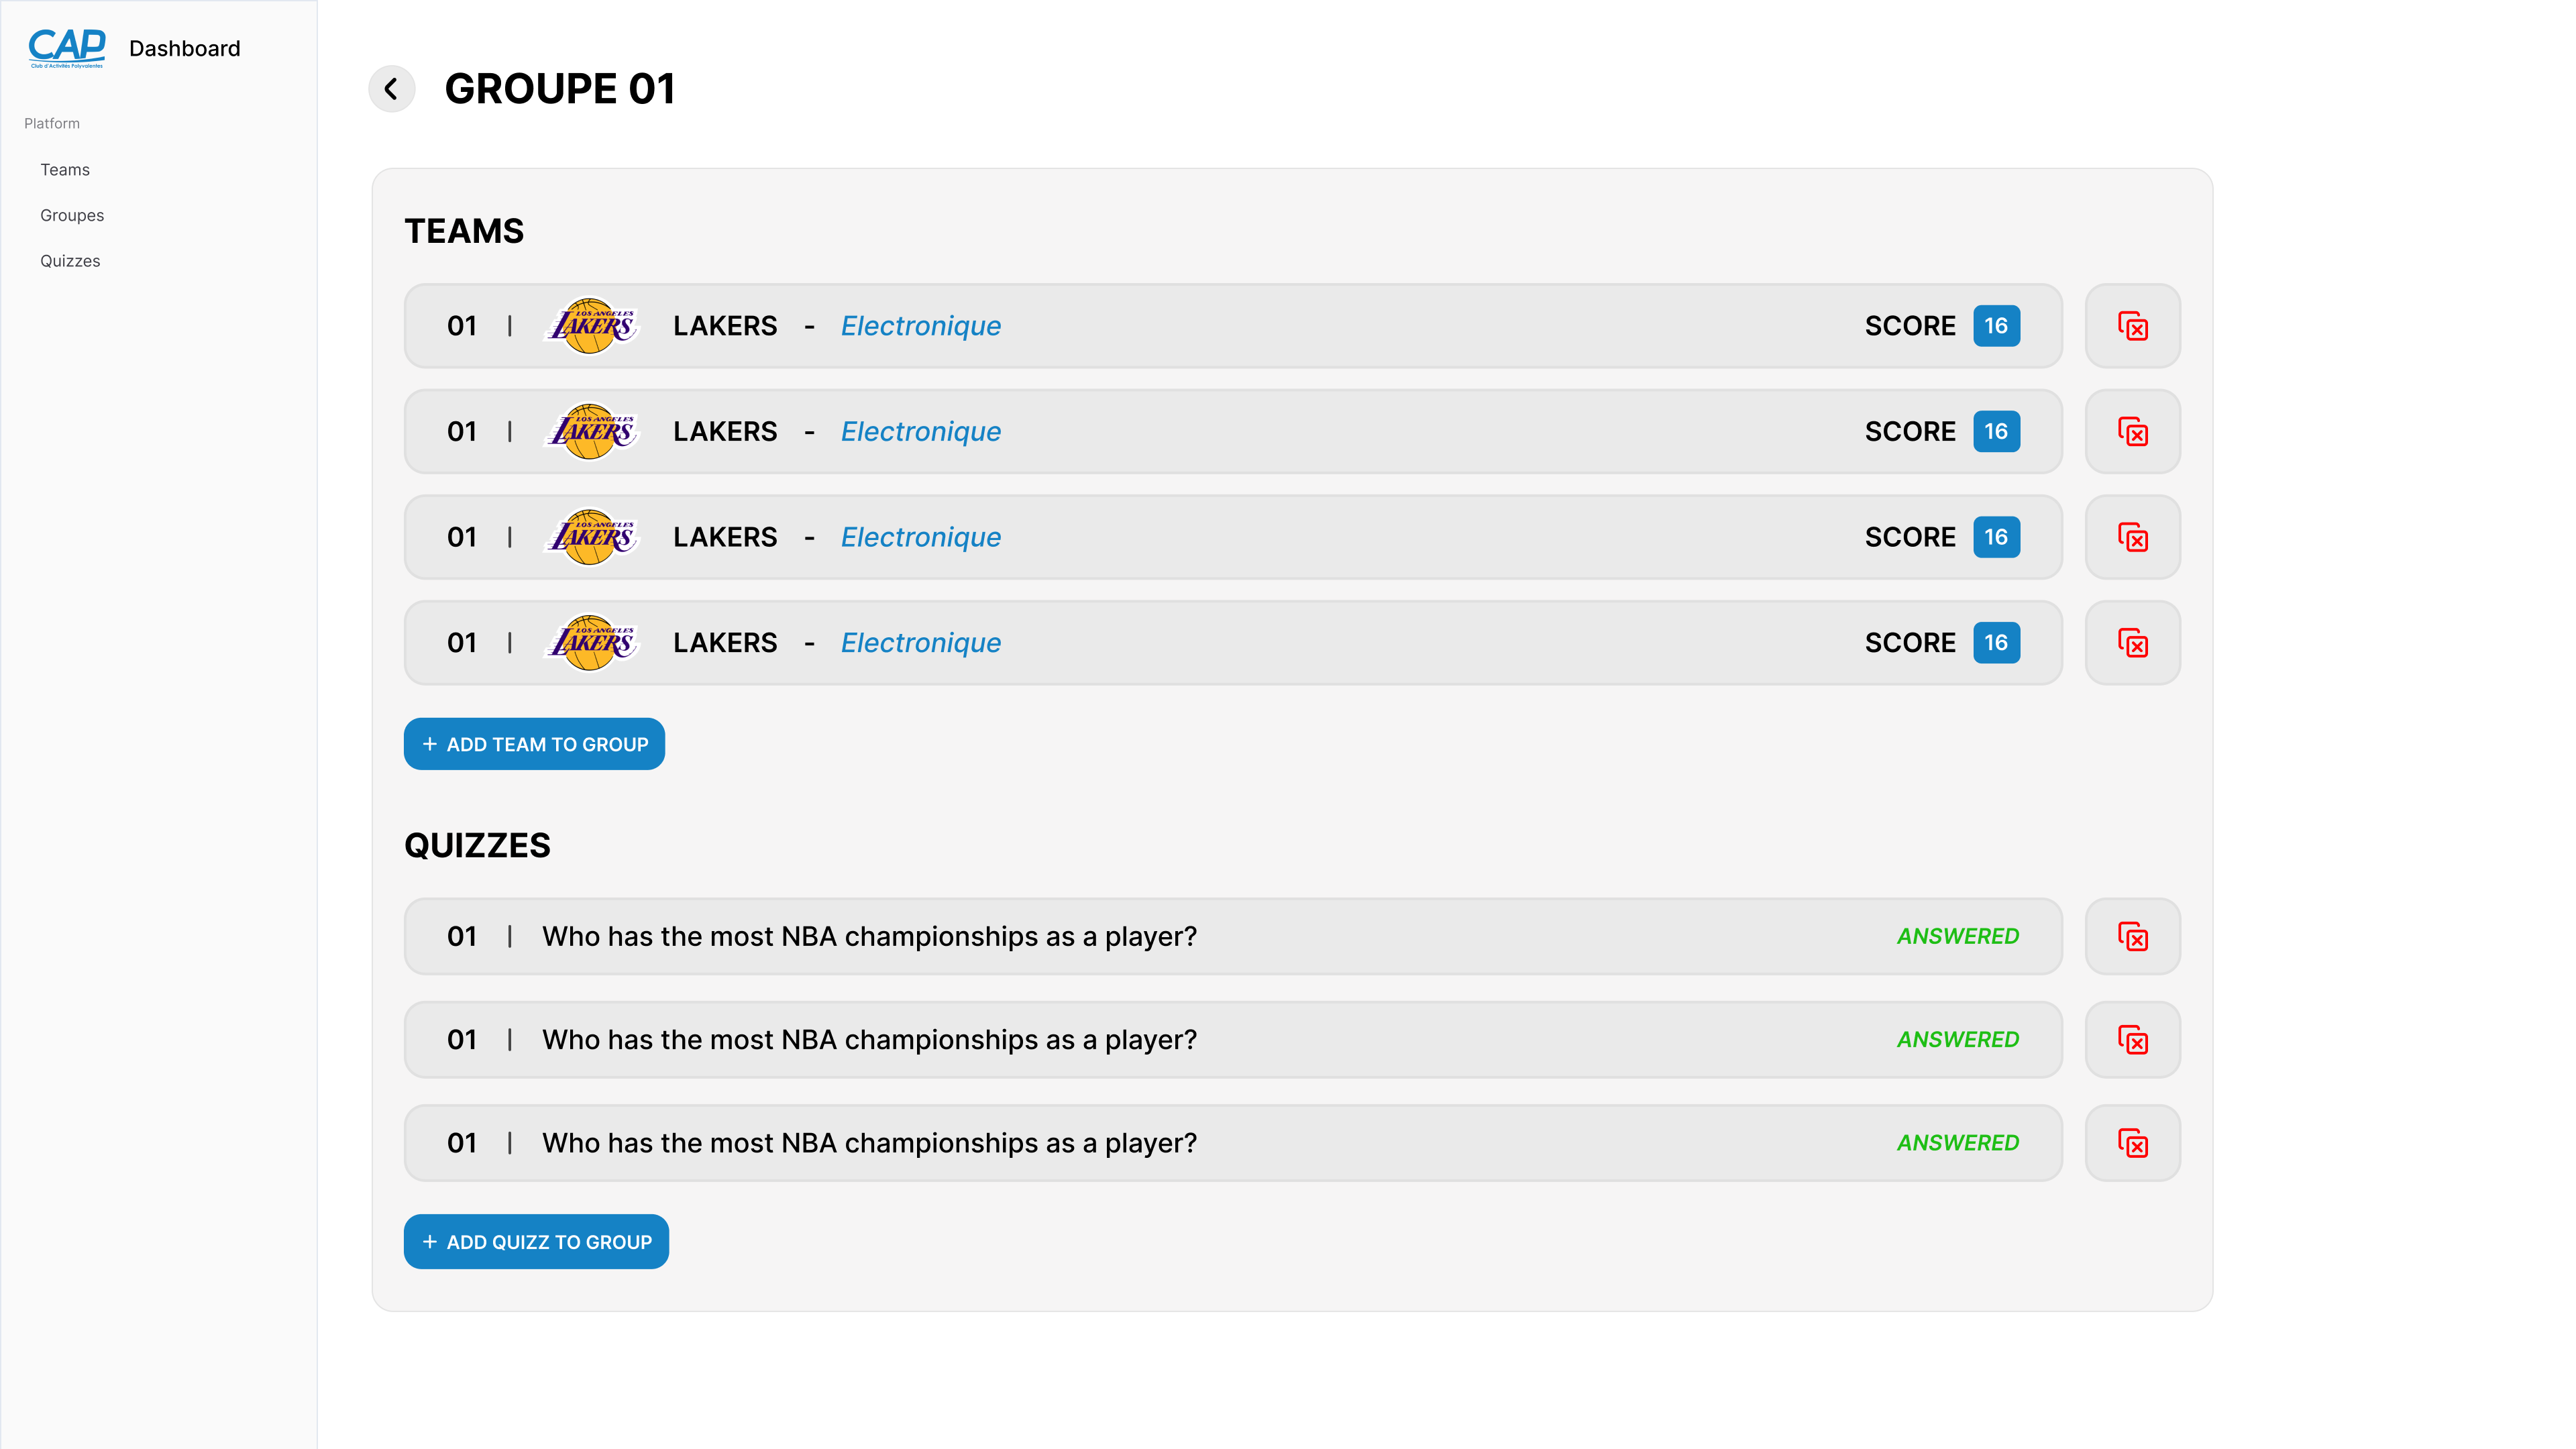 CAP
Club d'Activités Polyvalentes
Dashboard
Platform
Teams
Groupes
Quizzes
GROUPE 01
TEAMS
01 | LOS ANGELES LAKERS LAKERS - Electronique SCORE 16
01 | LOS ANGELES LAKERS LAKERS - Electronique SCORE 16
01 | LOS ANGELES LAKERS LAKERS - Electronique SCORE 16
01 | LOS ANGELES LAKERS LAKERS - Electronique SCORE 16
+ ADD TEAM TO GROUP
QUIZZES
01 | Who has the most NBA championships as a player? ANSWERED
01 | Who has the most NBA championships as a player? ANSWERED
01 | Who has the most NBA championships as a player? ANSWERED
+ ADD QUIZZ TO GROUP